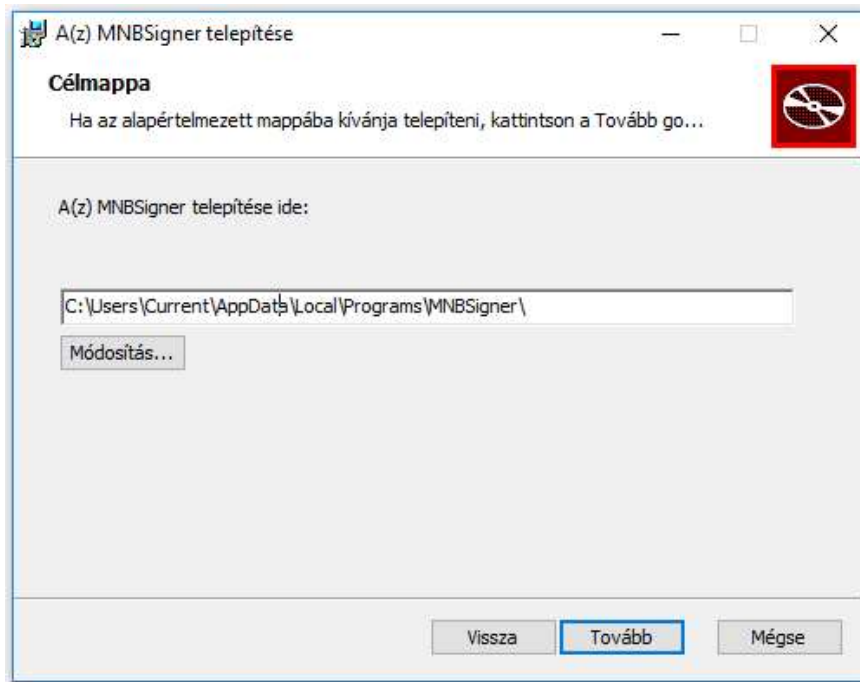 A(z) MNBSigner telepítése
Célmappa
Ha az alapértelmezett mappába kívánja telepíteni, kattintson a Tovább go...
A(z) MNBSigner telepítése ide:
C:\Users\Current\AppData\Local\Programs\MNBSigner\
Módosítás...
Vissza Tovább Mégse